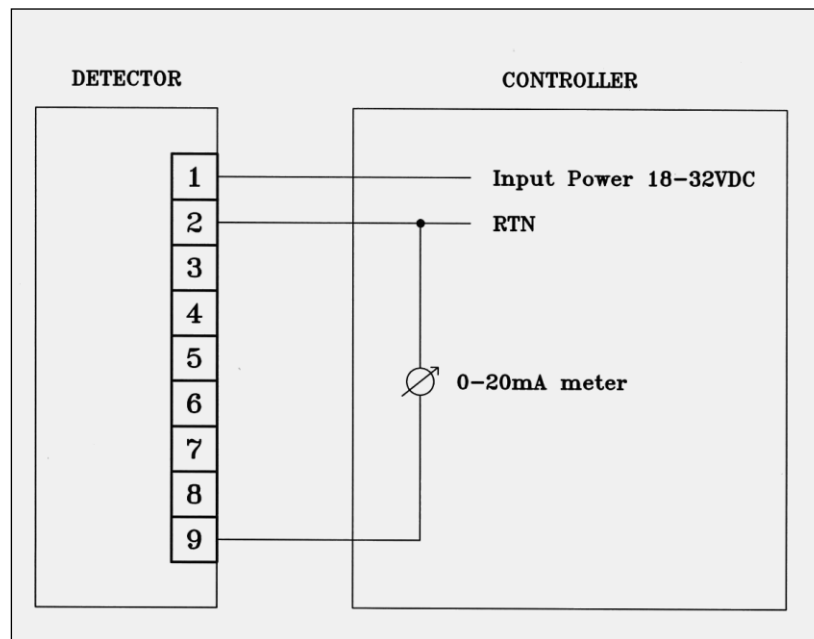 DETECTOR
CONTROLLER
1
Input Power 18-32VDC
2
RTN
3
4
5
0-20mA meter
6
7
8
9